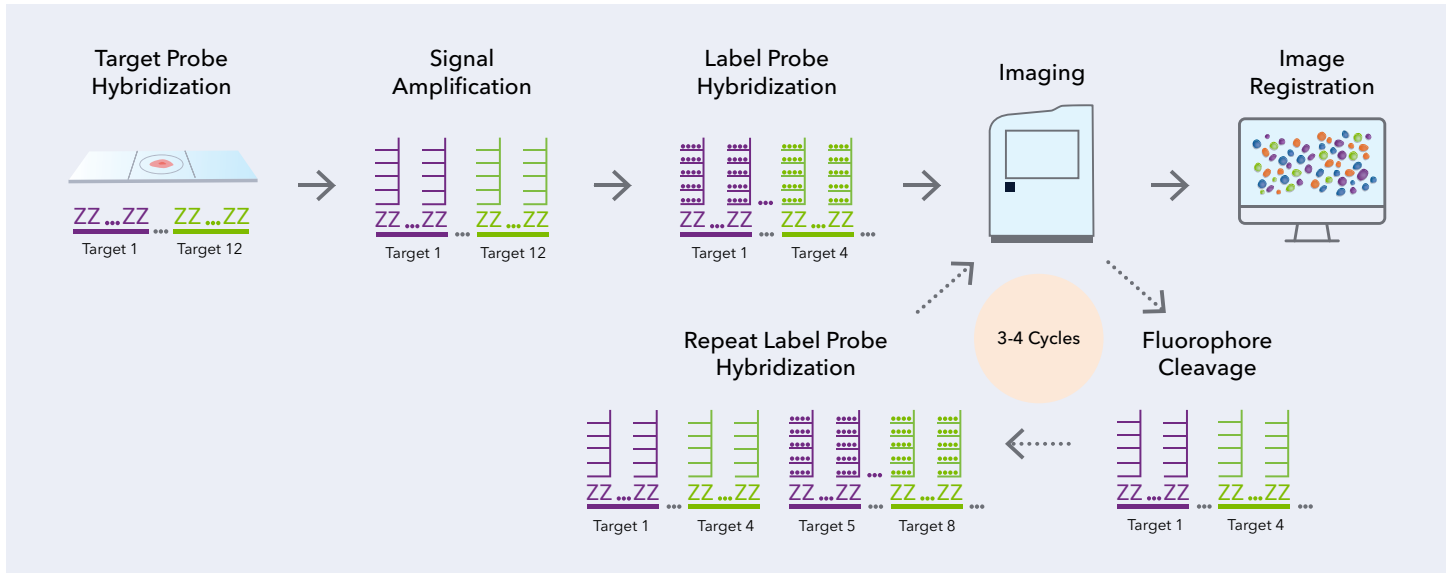 Target Probe
Hybridization
Signal
Amplification
Label Probe
Hybridization
Imaging
Image
Registration
ZZ...ZZ ... ZZ...ZZ
Target 1 Target 12
ZZ...ZZ ... ZZ...ZZ
Target 1 Target 12
ZZ...ZZ ... ZZ...ZZ ...
Target 1 Target 4
Repeat Label Probe
Hybridization
3-4 Cycles
Fluorophore
Cleavage
ZZ...ZZ ... ZZ...ZZ ZZ...ZZ ... ZZ...ZZ ...
Target 1 Target 4 Target 5 Target 8
ZZ...ZZ ... ZZ...ZZ ...
Target 1 Target 4